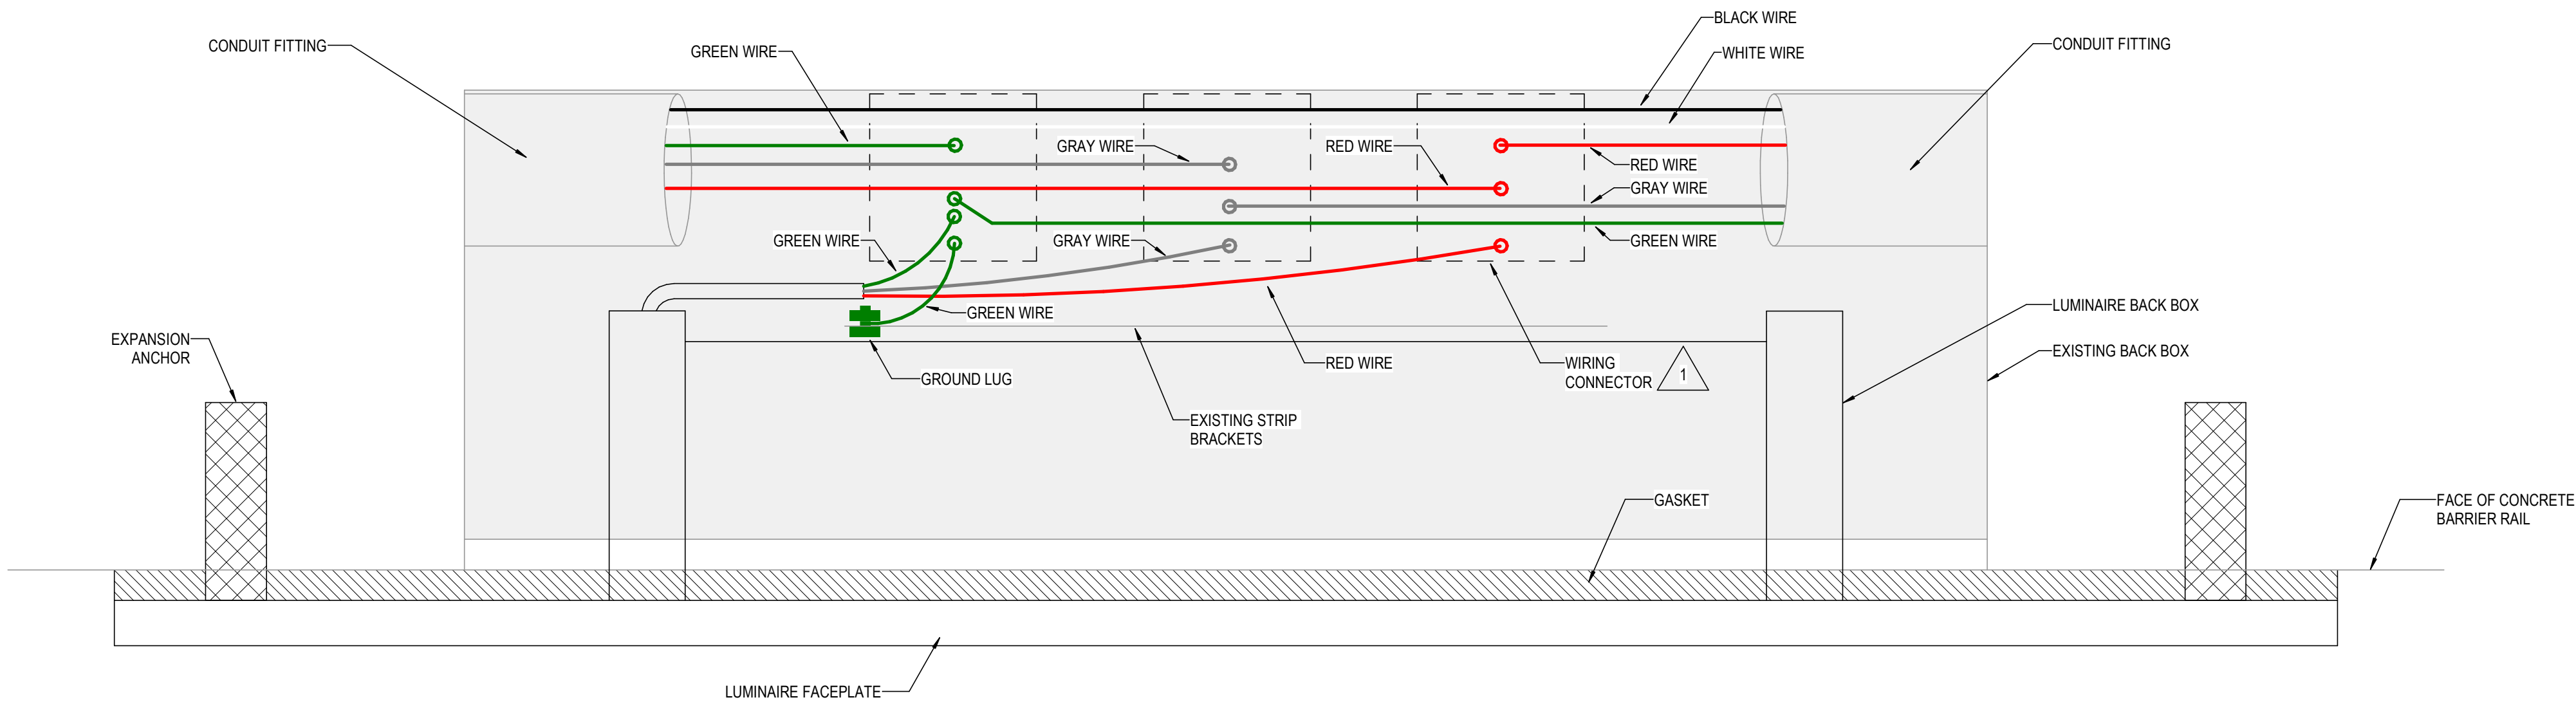 BLACK WIRE
CONDUIT FITTING
GREEN WIRE
WHITE WIRE
CONDUIT FITTING
GRAY WIRE
RED WIRE
RED WIRE
GRAY WIRE
GREEN WIRE
GRAY WIRE
GREEN WIRE
GREEN WIRE
LUMINAIRE BACK BOX
EXPANSION
ANCHOR
EXISTING BACK BOX
RED WIRE
WIRING
CONNECTOR
1
GROUND LUG
EXISTING STRIP
BRACKETS
GASKET
FACE OF CONCRETE
BARRIER RAIL
LUMINAIRE FACEPLATE